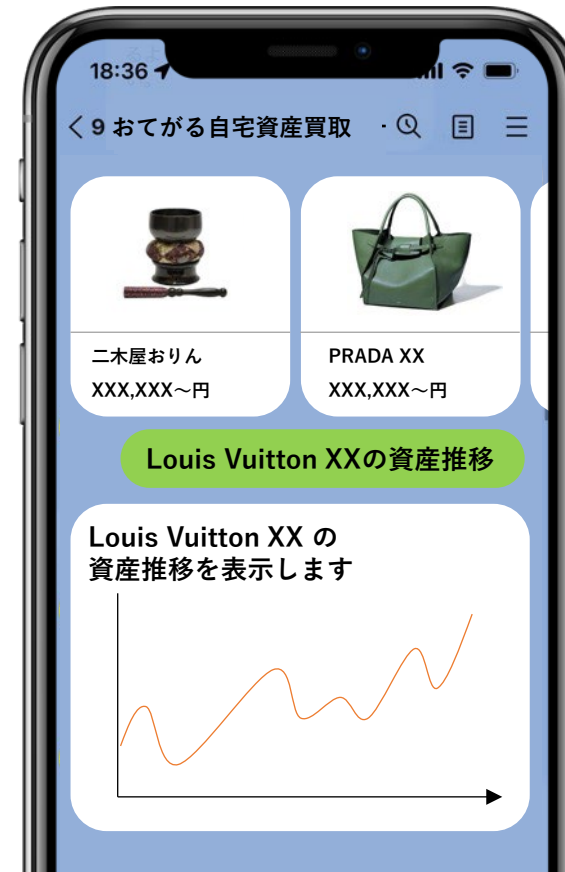 18:36
9 おてがる自宅資産買取
二木屋おりん
XXX,XXX〜円
PRADA XX
XXX,XXX〜円
Louis Vuitton XXの資産推移
Louis Vuitton XX の
資産推移を表示します